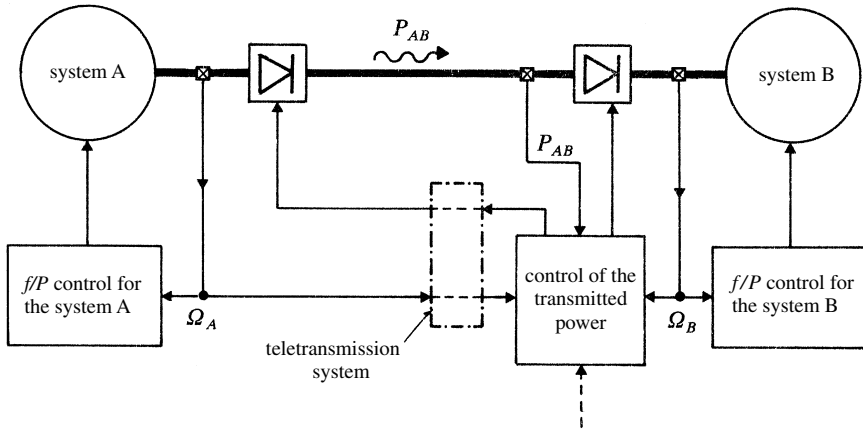 P_AB
system A
system B
P_AB
f/P control for
the system A
control of the
transmitted
power
f/P control for
the system B
Ω_A
Ω_B
teletransmission
system